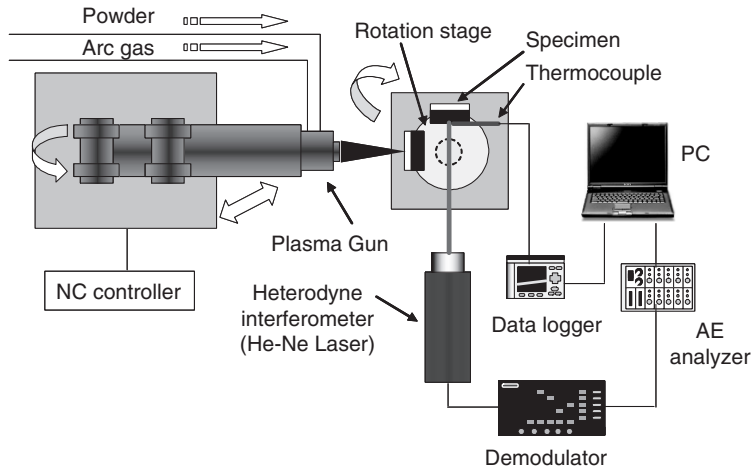 Powder
Arc gas
Rotation stage
Specimen
Thermocouple
PC
Plasma Gun
NC controller
Heterodyne
interferometer
(He-Ne Laser)
Data logger
AE
analyzer
Demodulator